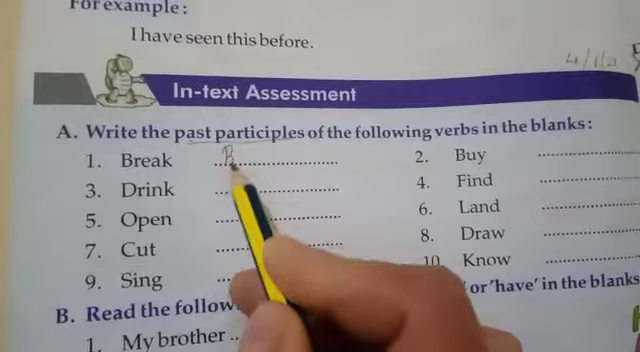 For example:
I have seen this before.
In-text Assessment
A. Write the past participles of the following verbs in the blanks:
1. Break B 2. Buy
3. Drink 4. Find
5. Open 6. Land
7. Cut 8. Draw
9. Sing 10. Know
or 'have' in the blanks
B. Read the follow
1. My brother